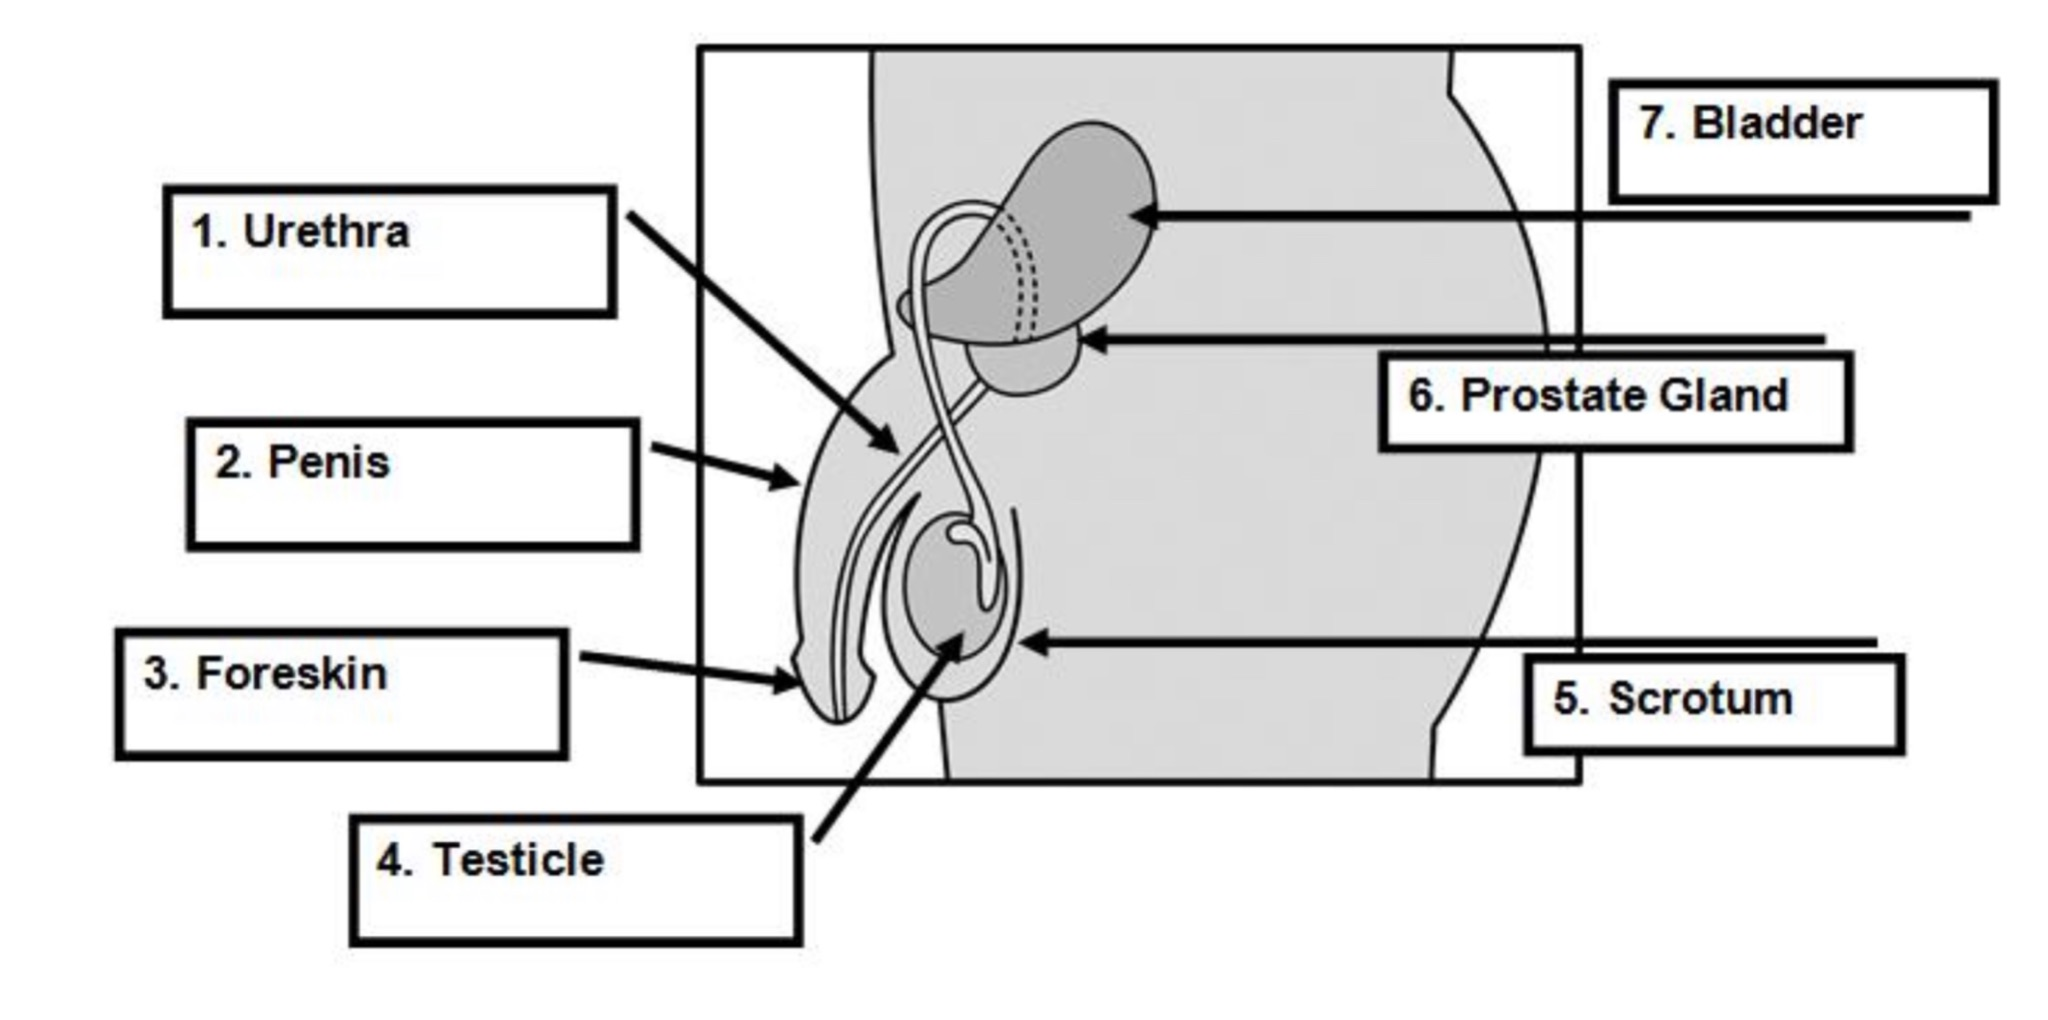 1. Urethra
2. Penis
3. Foreskin
4. Testicle
5. Scrotum
6. Prostate Gland
7. Bladder